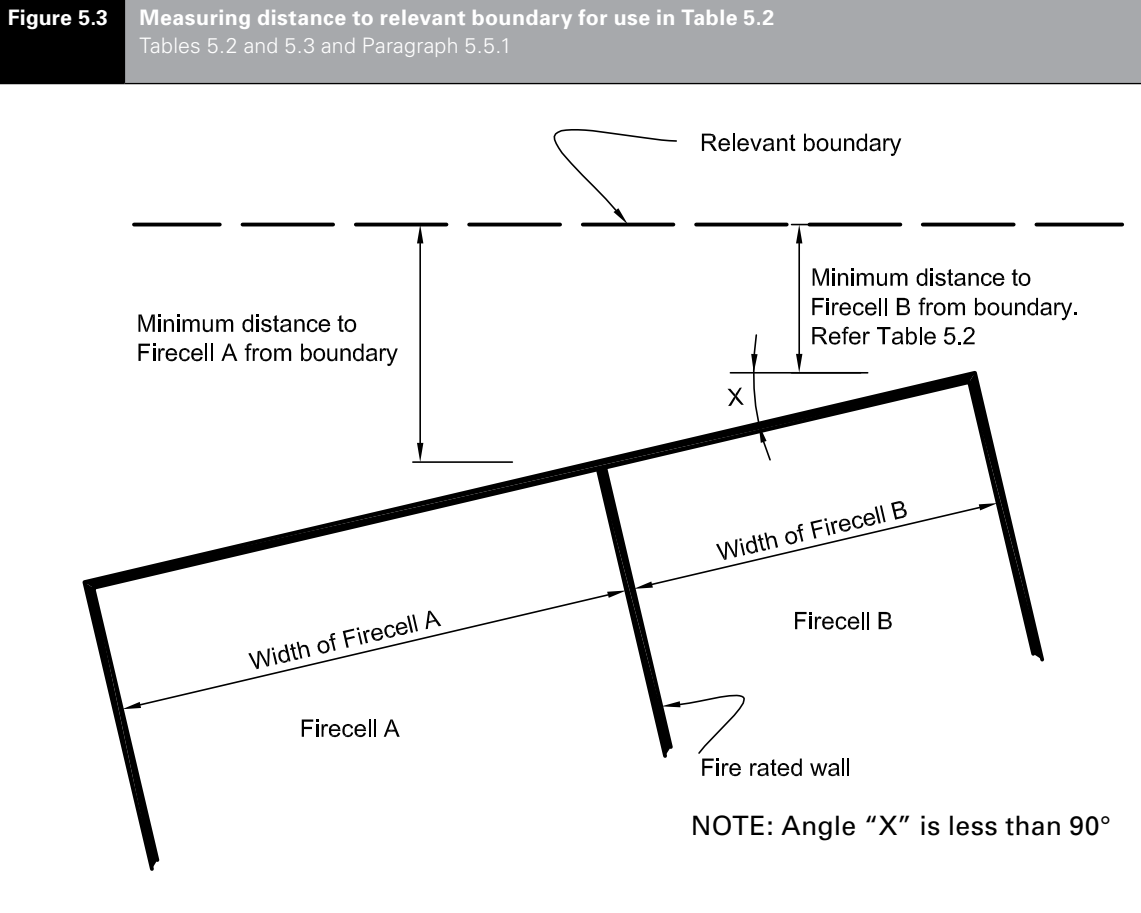 Figure 5.3
Measuring distance to relevant boundary for use in Table 5.2
Tables 5.2 and 5.3 and Paragraph 5.5.1
Relevant boundary
Minimum distance to
Firecell A from boundary
Minimum distance to
Firecell B from boundary.
Refer Table 5.2
X
Width of Firecell B
Width of Firecell A
Firecell B
Firecell A
Fire rated wall
NOTE: Angle “X” is less than 90°